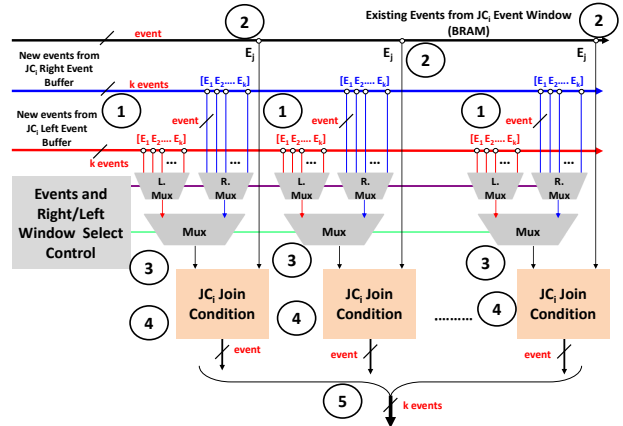 2
Existing Events from JCi Event Window
(BRAM)
2
event
Ej
Ej
Ej
2
New events from
JCi Right Event
Buffer
k events
[E1 E2.... Ek]
[E1 E2.... Ek]
[E1 E2.... Ek]
1
1
1
event
event
event
New events from
JCi Left Event
Buffer
k events
[E1 E2.... Ek]
[E1 E2.... Ek]
[E1 E2.... Ek]
... ... ... ... ... ...
Events and
Right/Left
Window Select
Control
L.
Mux
R.
Mux
L.
Mux
R.
Mux
L.
Mux
R.
Mux
Mux
Mux
Mux
3
3
3
JCi Join
Condition
JCi Join
Condition
JCi Join
Condition
4
4
4
..........
event
event
event
5
k events